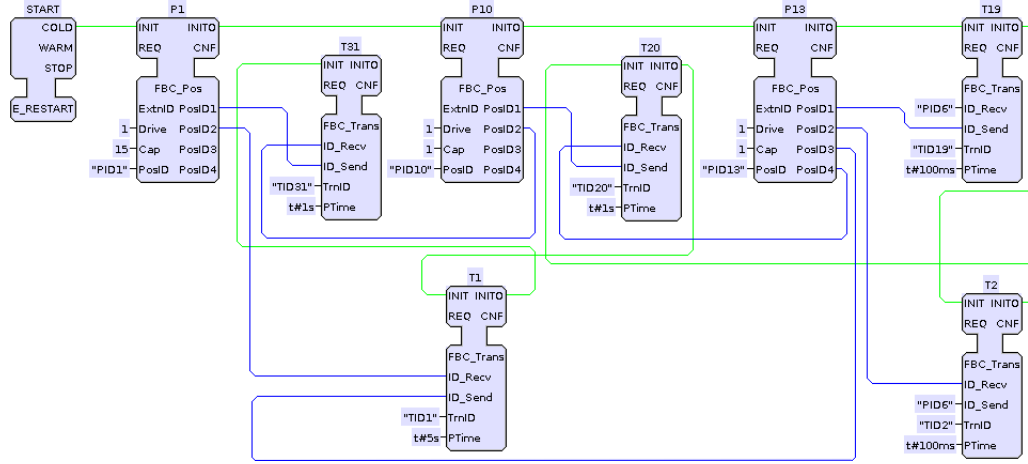 START
COLD
WARM
STOP
E_RESTART
P1
INIT INITO
REQ CNF
FBC_Pos
ExtnID PosID1
1 Drive PosID2
15 Cap PosID3
"PID1" PosID PosID4
T31
INIT INITO
REQ CNF
FBC_Trans
ID_Recv
ID_Send
"TID31" TrnID
t#1s PTime
P10
INIT INITO
REQ CNF
FBC_Pos
ExtnID PosID1
1 Drive PosID2
1 Cap PosID3
"PID10" PosID PosID4
T20
INIT INITO
REQ CNF
FBC_Trans
ID_Recv
ID_Send
"TID20" TrnID
t#1s PTime
P13
INIT INITO
REQ CNF
FBC_Pos
ExtnID PosID1
1 Drive PosID2
1 Cap PosID3
"PID13" PosID PosID4
T19
INIT INITO
REQ CNF
FBC_Trans
"PID6" ID_Recv
ID_Send
"TID19" TrnID
t#100ms PTime
T1
INIT INITO
REQ CNF
FBC_Trans
ID_Recv
ID_Send
"TID1" TrnID
t#5s PTime
T2
INIT INITO
REQ CNF
FBC_Trans
ID_Recv
"PID6" ID_Send
"TID2" TrnID
t#100ms PTime